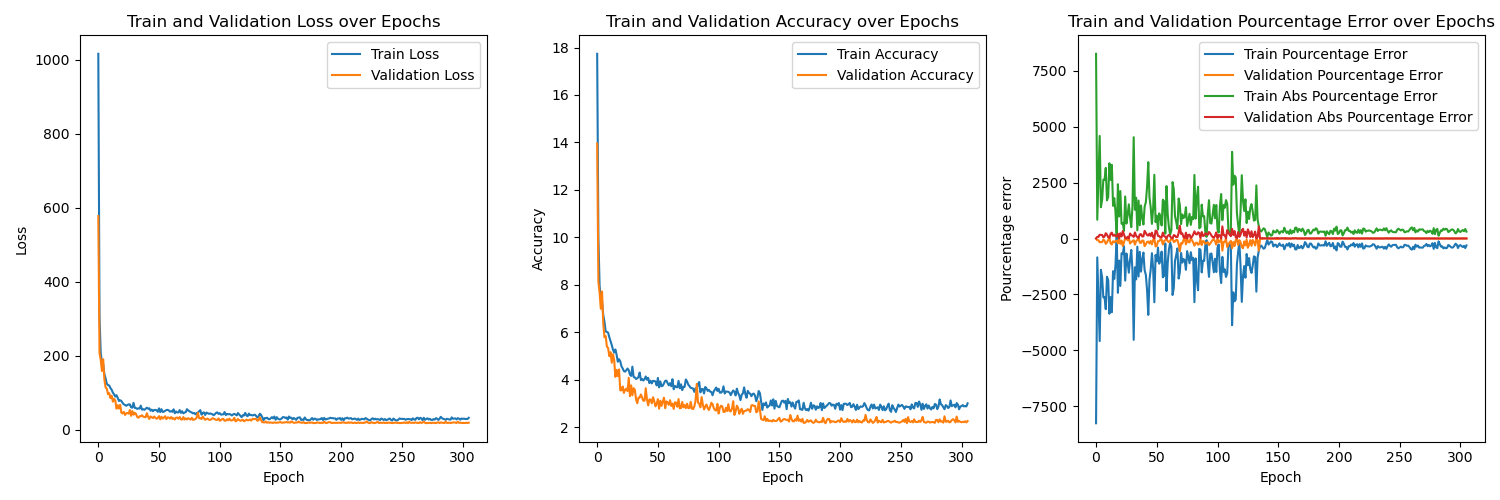 Train and Validation Loss over Epochs
Train Loss
Validation Loss
Loss
1000
800
600
400
200
0
0 50 100 150 200 250 300
Epoch
Train and Validation Accuracy over Epochs
Train Accuracy
Validation Accuracy
Accuracy
18
16
14
12
10
8
6
4
2
0 50 100 150 200 250 300
Epoch
Train and Validation Pourcentage Error over Epochs
Train Pourcentage Error
Validation Pourcentage Error
Train Abs Pourcentage Error
Validation Abs Pourcentage Error
Pourcentage error
7500
5000
2500
0
−2500
−5000
−7500
0 50 100 150 200 250 300
Epoch